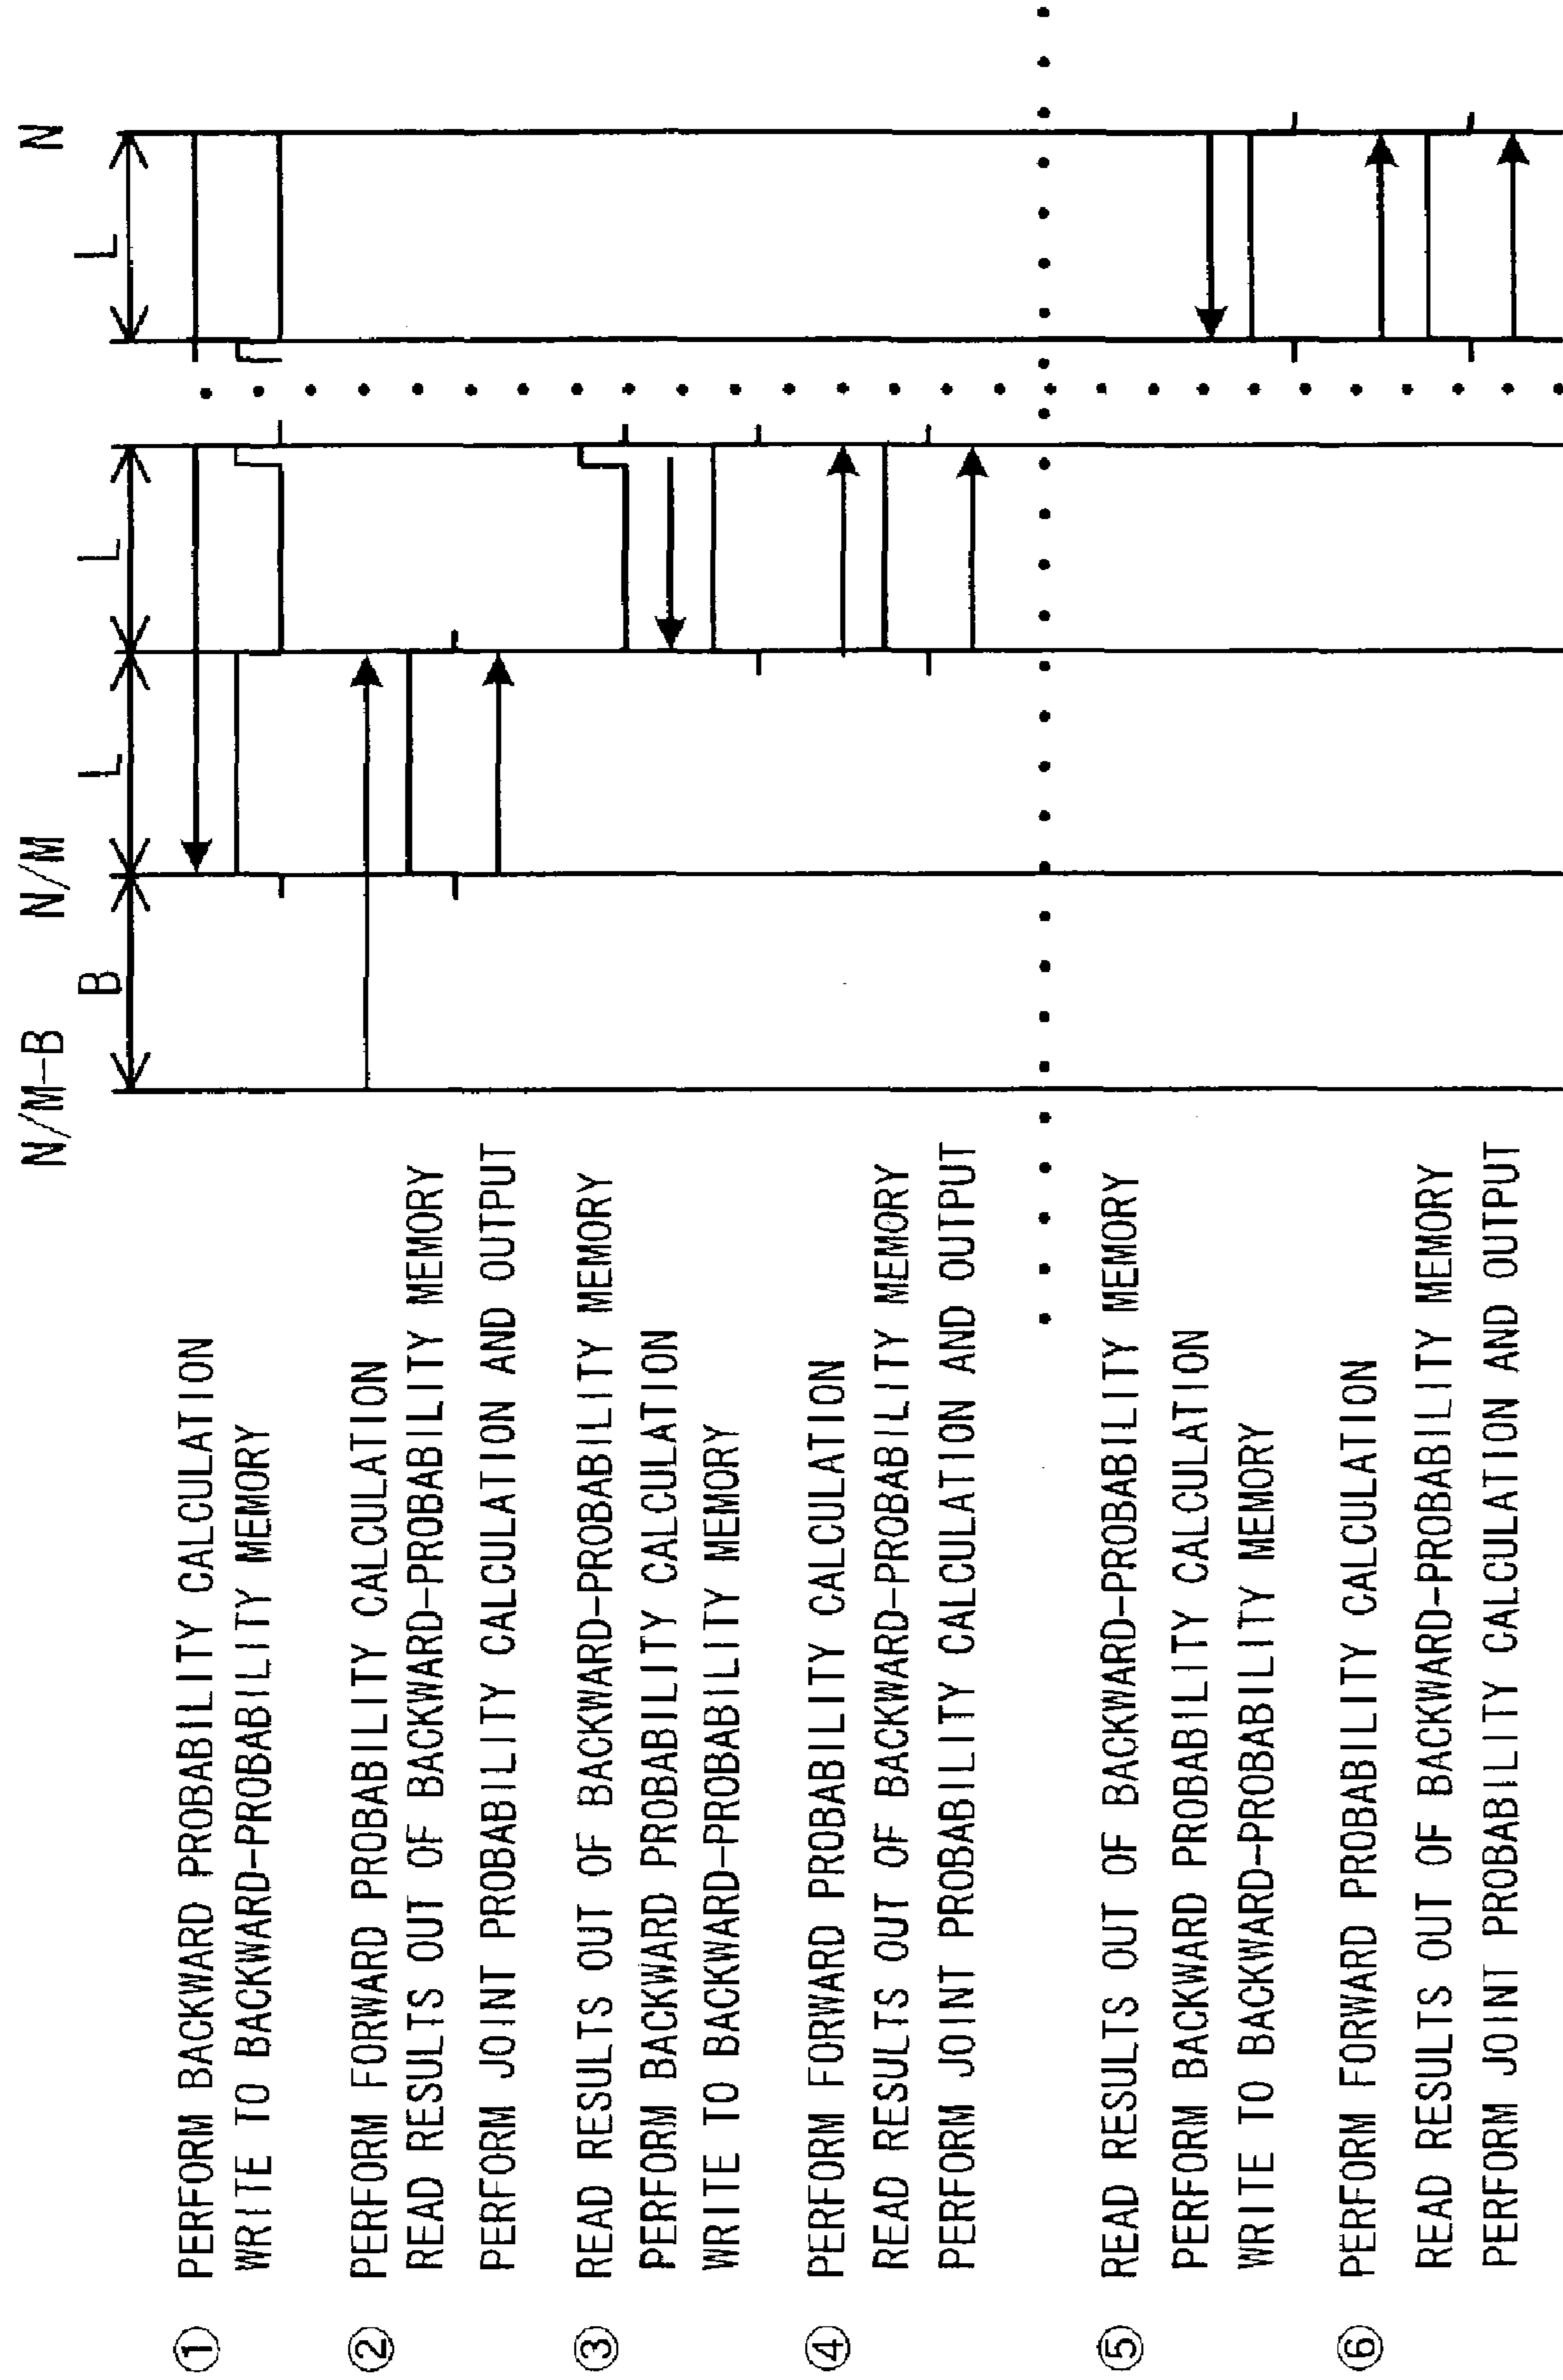 N/M-B N/M N
B L L L
① PERFORM BACKWARD PROBABILITY CALCULATION
WRITE TO BACKWARD-PROBABILITY MEMORY
② PERFORM FORWARD PROBABILITY CALCULATION
READ RESULTS OUT OF BACKWARD-PROBABILITY MEMORY
PERFORM JOINT PROBABILITY CALCULATION AND OUTPUT
③ READ RESULTS OUT OF BACKWARD-PROBABILITY MEMORY
PERFORM BACKWARD PROBABILITY CALCULATION
WRITE TO BACKWARD-PROBABILITY MEMORY
④ PERFORM FORWARD PROBABILITY CALCULATION
READ RESULTS OUT OF BACKWARD-PROBABILITY MEMORY
PERFORM JOINT PROBABILITY CALCULATION AND OUTPUT
⑤ READ RESULTS OUT OF BACKWARD-PROBABILITY MEMORY
PERFORM BACKWARD PROBABILITY CALCULATION
WRITE TO BACKWARD-PROBABILITY MEMORY
⑥ PERFORM FORWARD PROBABILITY CALCULATION
READ RESULTS OUT OF BACKWARD-PROBABILITY MEMORY
PERFORM JOINT PROBABILITY CALCULATION AND OUTPUT